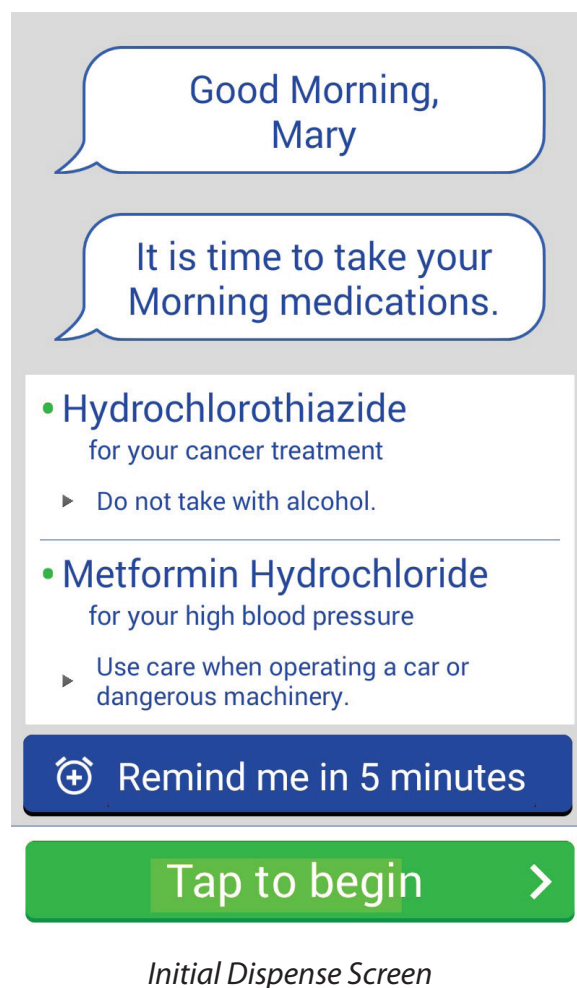 Good Morning,
Mary
It is time to take your
Morning medications.
Hydrochlorothiazide
for your cancer treatment
Do not take with alcohol.
Metformin Hydrochloride
for your high blood pressure
Use care when operating a car or
dangerous machinery.
Remind me in 5 minutes
Tap to begin
Initial Dispense Screen